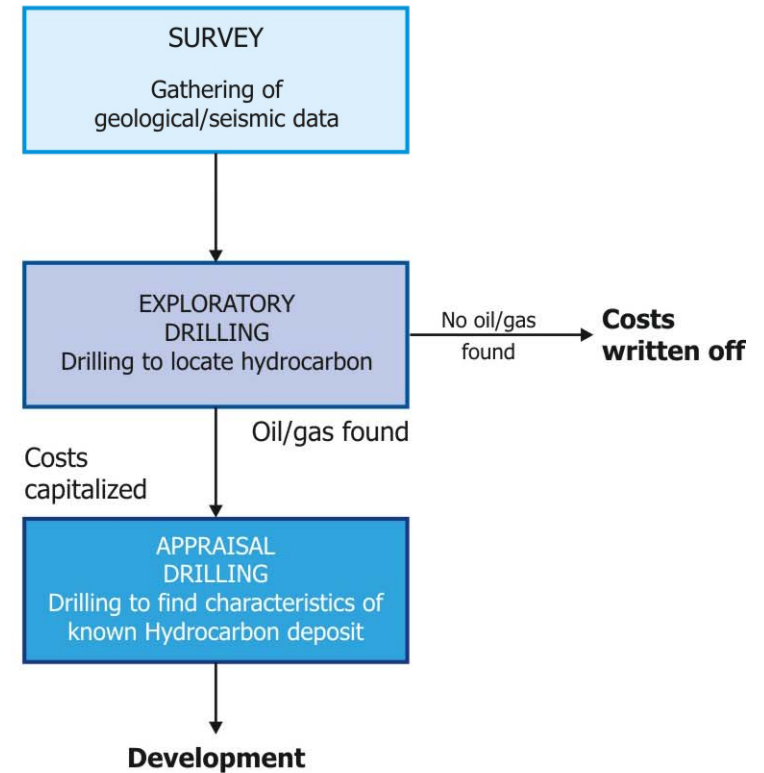 SURVEY
Gathering of
geological/seismic data
EXPLORATORY
DRILLING
Drilling to locate hydrocarbon
No oil/gas
found
Costs
written off
Oil/gas found
Costs
capitalized
APPRAISAL
DRILLING
Drilling to find characteristics of
known Hydrocarbon deposit
Development